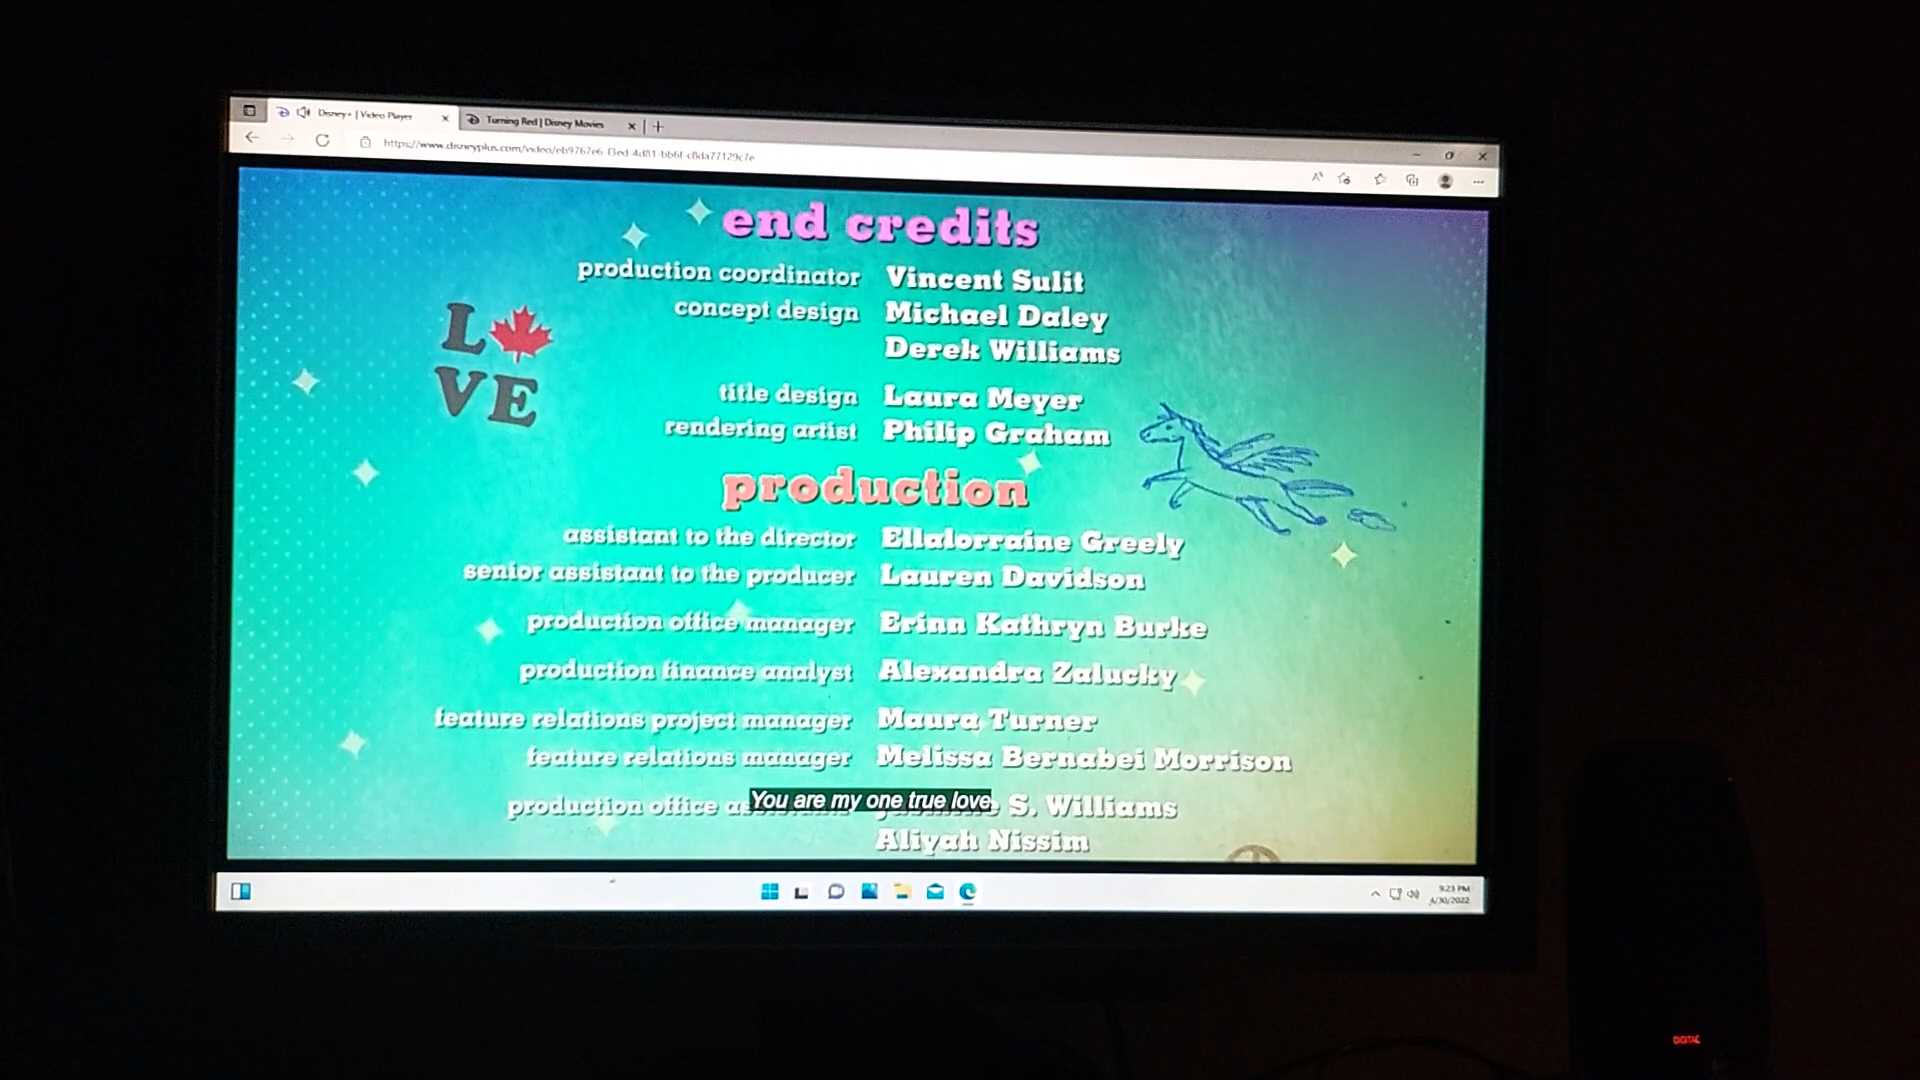 Disney+ | Video Player
Turning Red | Disney Movies
end credits
production coordinator Vincent Sulit
concept design Michael Daley
Derek Williams
L VE
title design Laura Meyer
rendering artist Philip Graham
production
assistant to the director Ellalorraine Greely
senior assistant to the producer Lauren Davidson
production office manager Erinn Kathryn Burke
production finance analyst Alexandra Zalucky
feature relations project manager Maura Turner
feature relations manager Melissa Bernabei Morrison
production office S. Williams
You are my one true love.
Aliyah Nissim
9:23 PM
DIGITAL